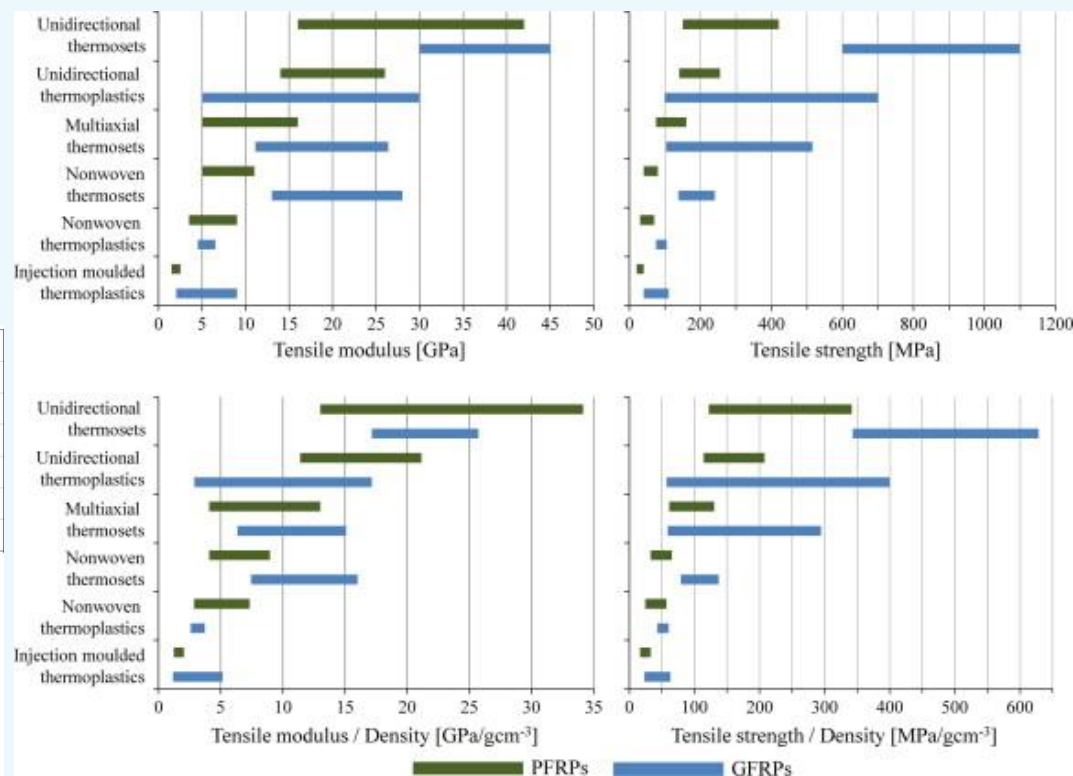 Unidirectional
thermosets
Unidirectional
thermoplastics
Multiaxial
thermosets
Nonwoven
thermosets
Nonwoven
thermoplastics
Injection moulded
thermoplastics
0 5 10 15 20 25 30 35 40 45 50
Tensile modulus [GPa]
0 200 400 600 800 1000 1200
Tensile strength [MPa]
Unidirectional
thermosets
Unidirectional
thermoplastics
Multiaxial
thermosets
Nonwoven
thermosets
Nonwoven
thermoplastics
Injection moulded
thermoplastics
0 5 10 15 20 25 30 35
Tensile modulus / Density [GPa/gcm⁻³]
0 100 200 300 400 500 600
Tensile strength / Density [MPa/gcm⁻³]
PFRPs GFRPs